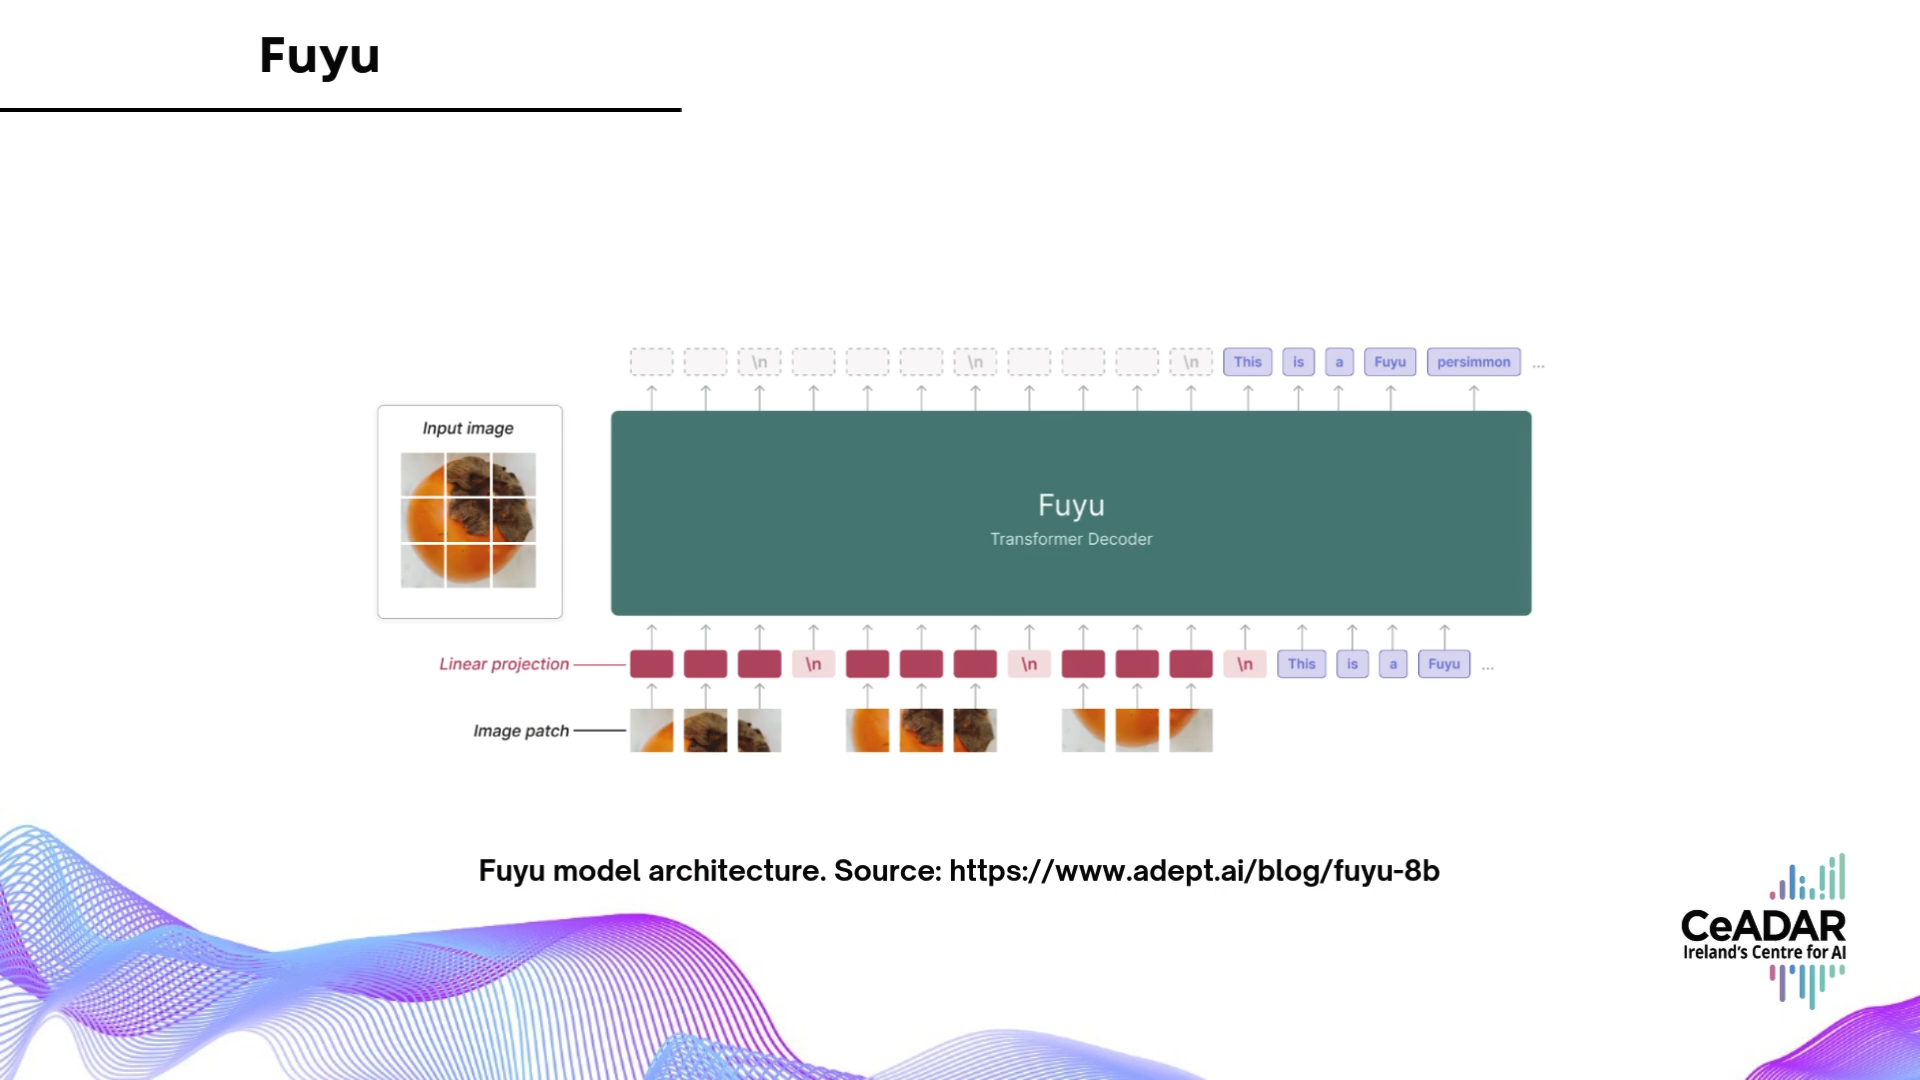 Fuyu
\n \n \n This is a Fuyu persimmon ...
Input image
Fuyu
Transformer Decoder
Linear projection \n \n \n This is a Fuyu ...
Image patch
Fuyu model architecture. Source: https://www.adept.ai/blog/fuyu-8b
CeADAR
Ireland's Centre for AI